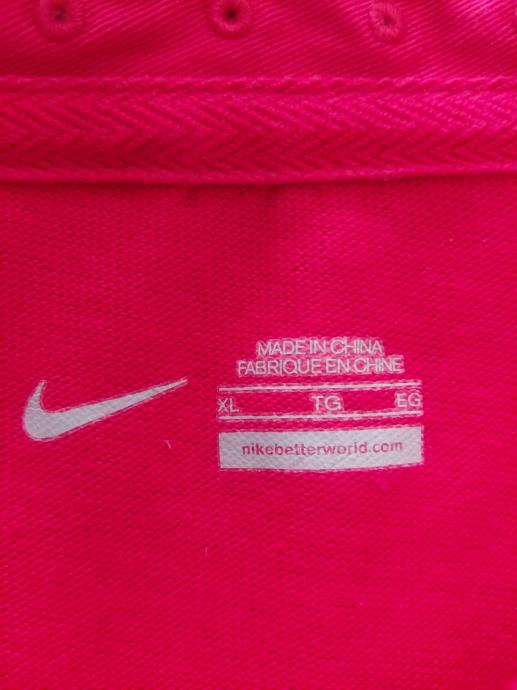 MADE IN CHINA
FABRIQUE EN CHINE
XL TG EG
nikebetterworld.com